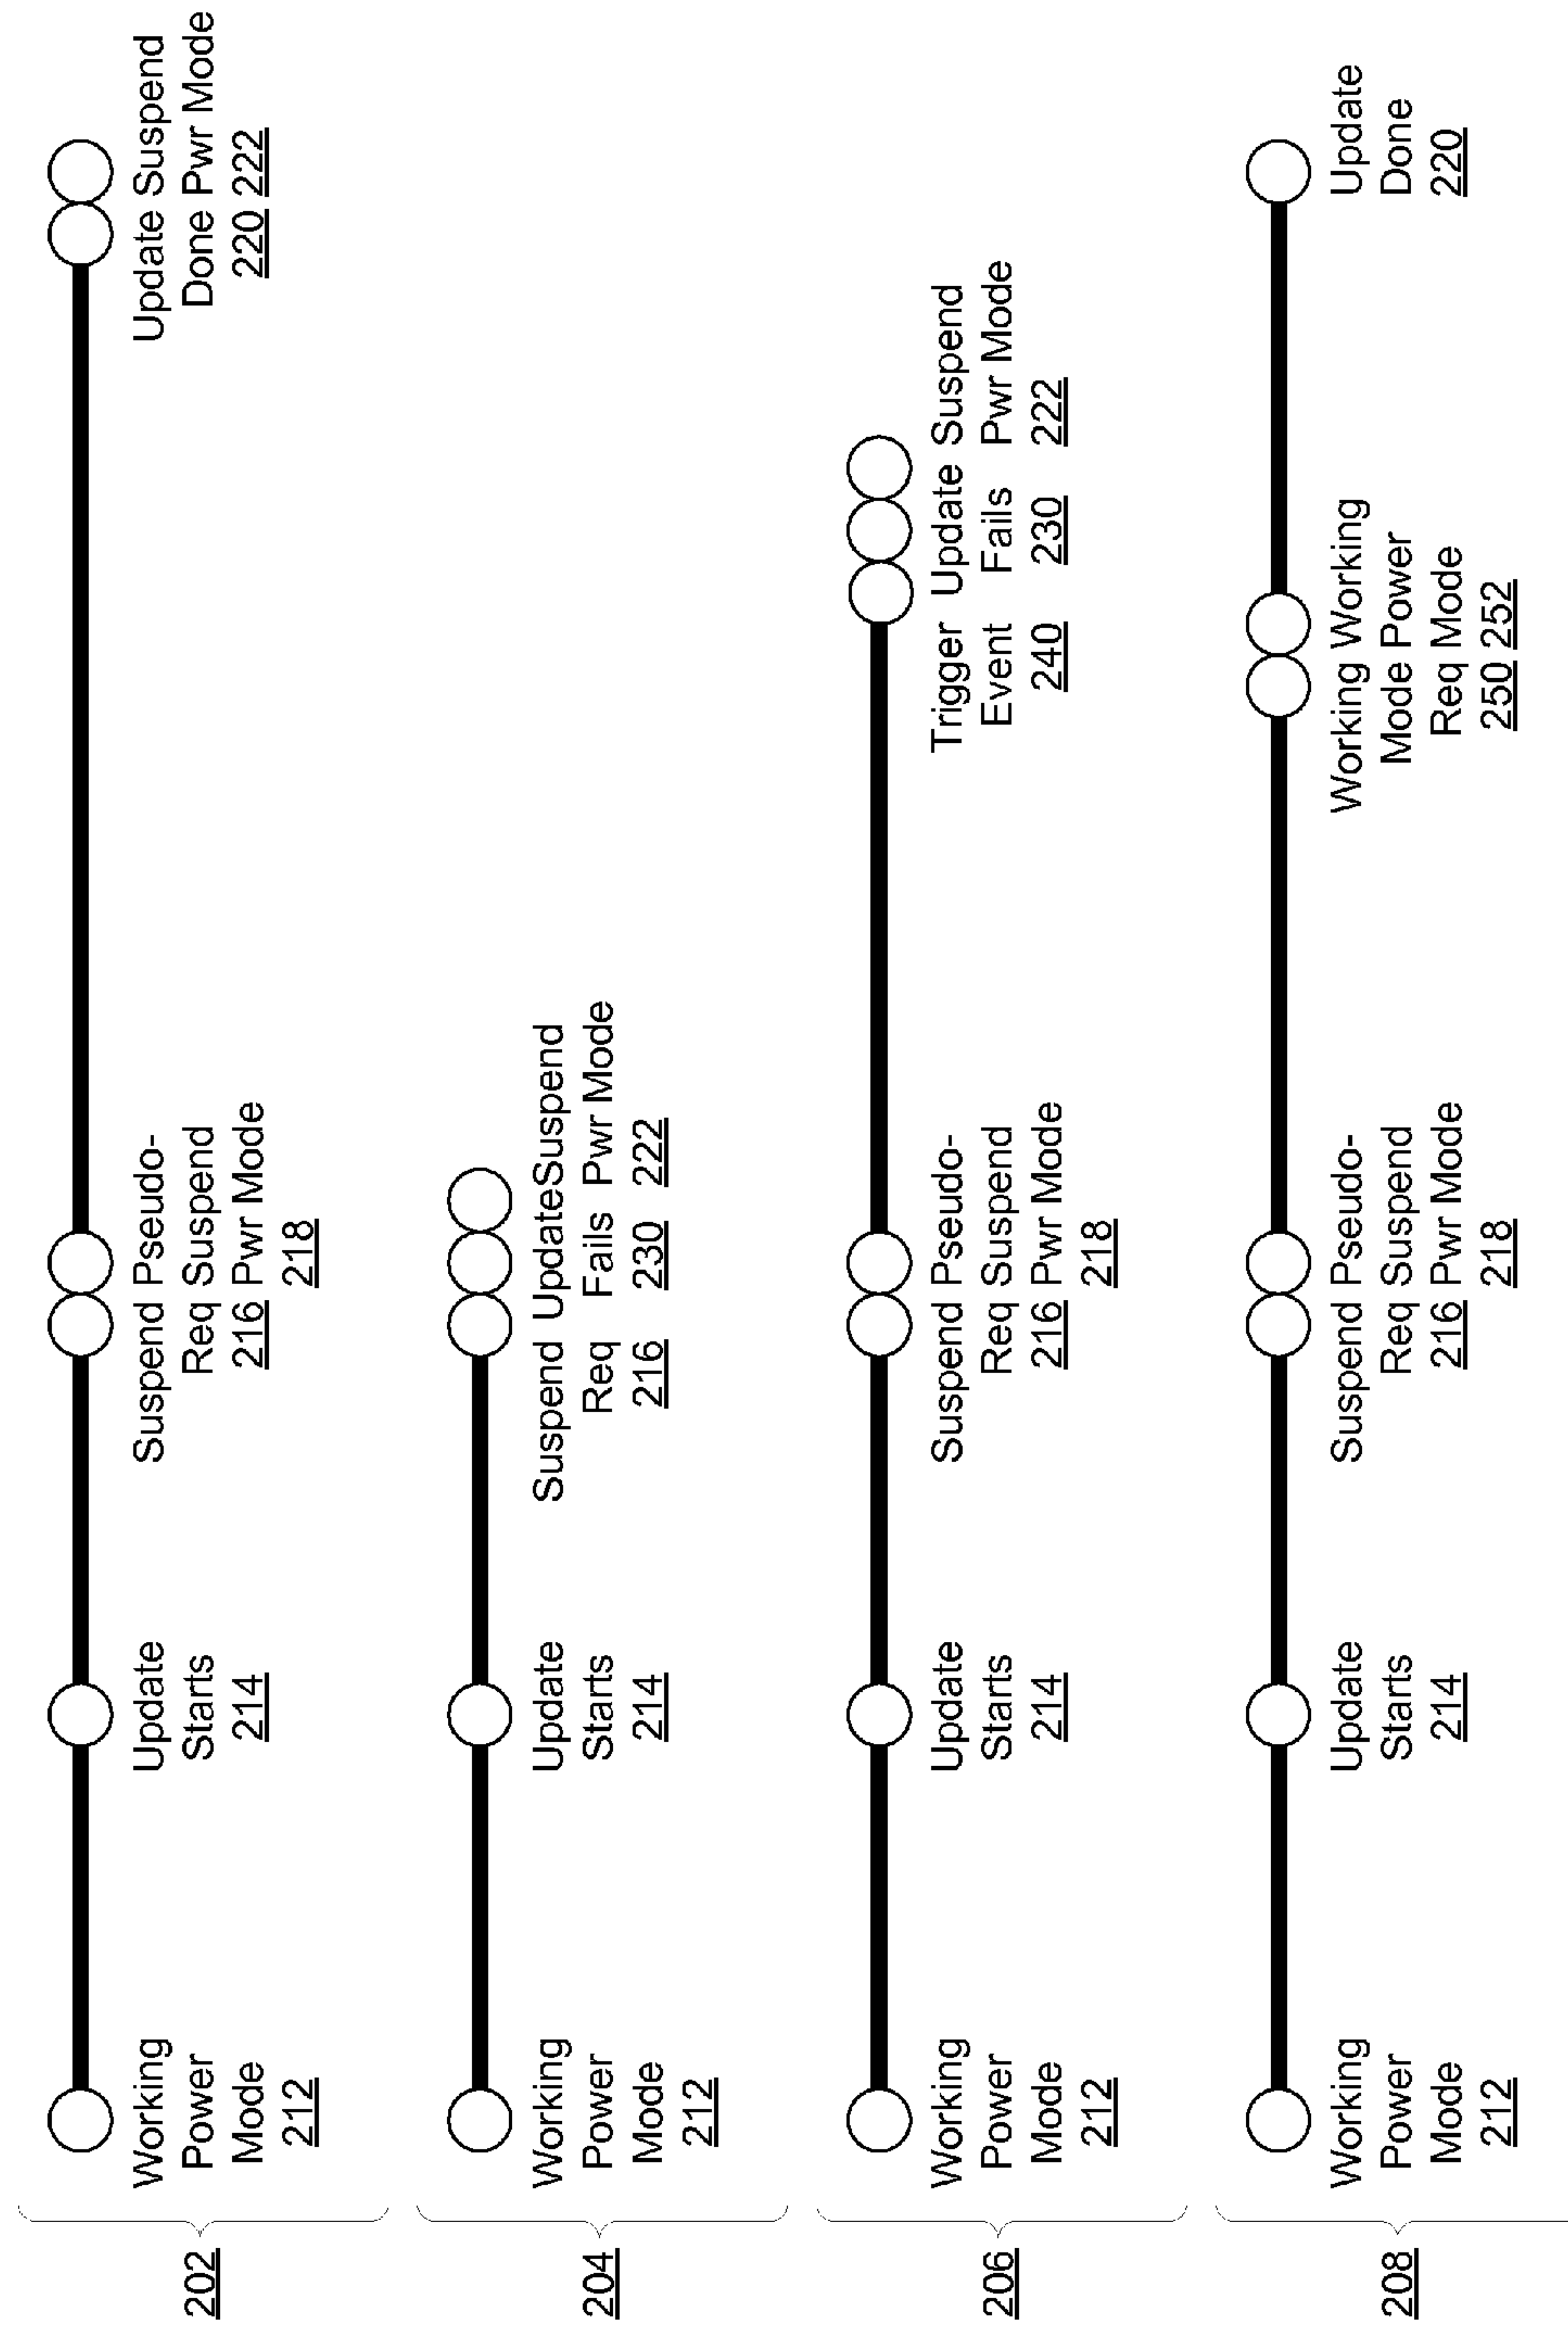 202
Working
Power
Mode
212
Update
Starts
214
Suspend
Req
216
Pseudo-
Suspend
Pwr Mode
218
Update
Done
220
Suspend
Pwr Mode
222
204
Working
Power
Mode
212
Update
Starts
214
Suspend
Req
216
Update
Fails
230
Suspend
Pwr Mode
222
206
Working
Power
Mode
212
Update
Starts
214
Suspend
Req
216
Pseudo-
Suspend
Pwr Mode
218
Trigger
Event
240
Update
Fails
230
Suspend
Pwr Mode
222
208
Working
Power
Mode
212
Update
Starts
214
Suspend
Req
216
Pseudo-
Suspend
Pwr Mode
218
Working
Mode
Req
250
Working
Power
Mode
252
Update
Done
220